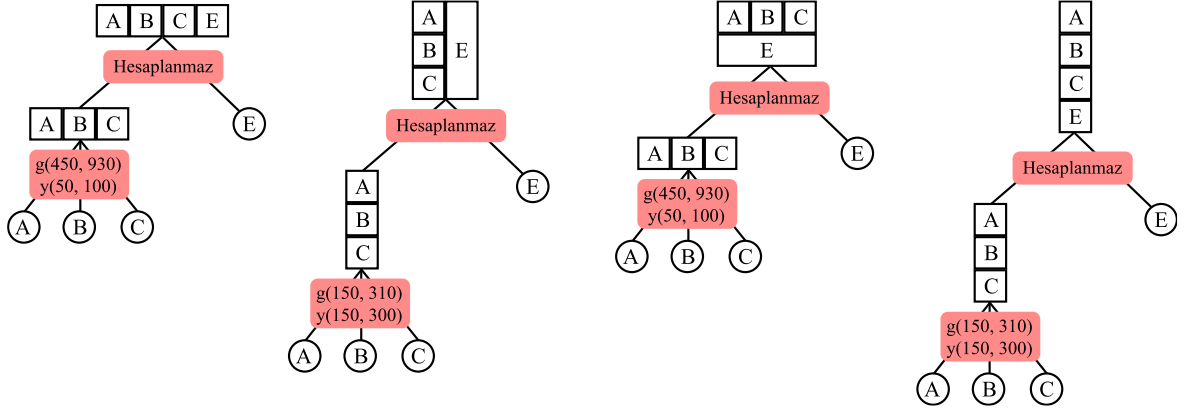 A B C E
Hesaplanmaz
A B C
E
g(450, 930)
y(50, 100)
A B C
A
B
C
E
Hesaplanmaz
E
A
B
C
g(150, 310)
y(150, 300)
A B C
A B C
E
Hesaplanmaz
A B C
E
g(450, 930)
y(50, 100)
A B C
A
B
C
E
Hesaplanmaz
A
E
B
C
g(150, 310)
y(150, 300)
A B C